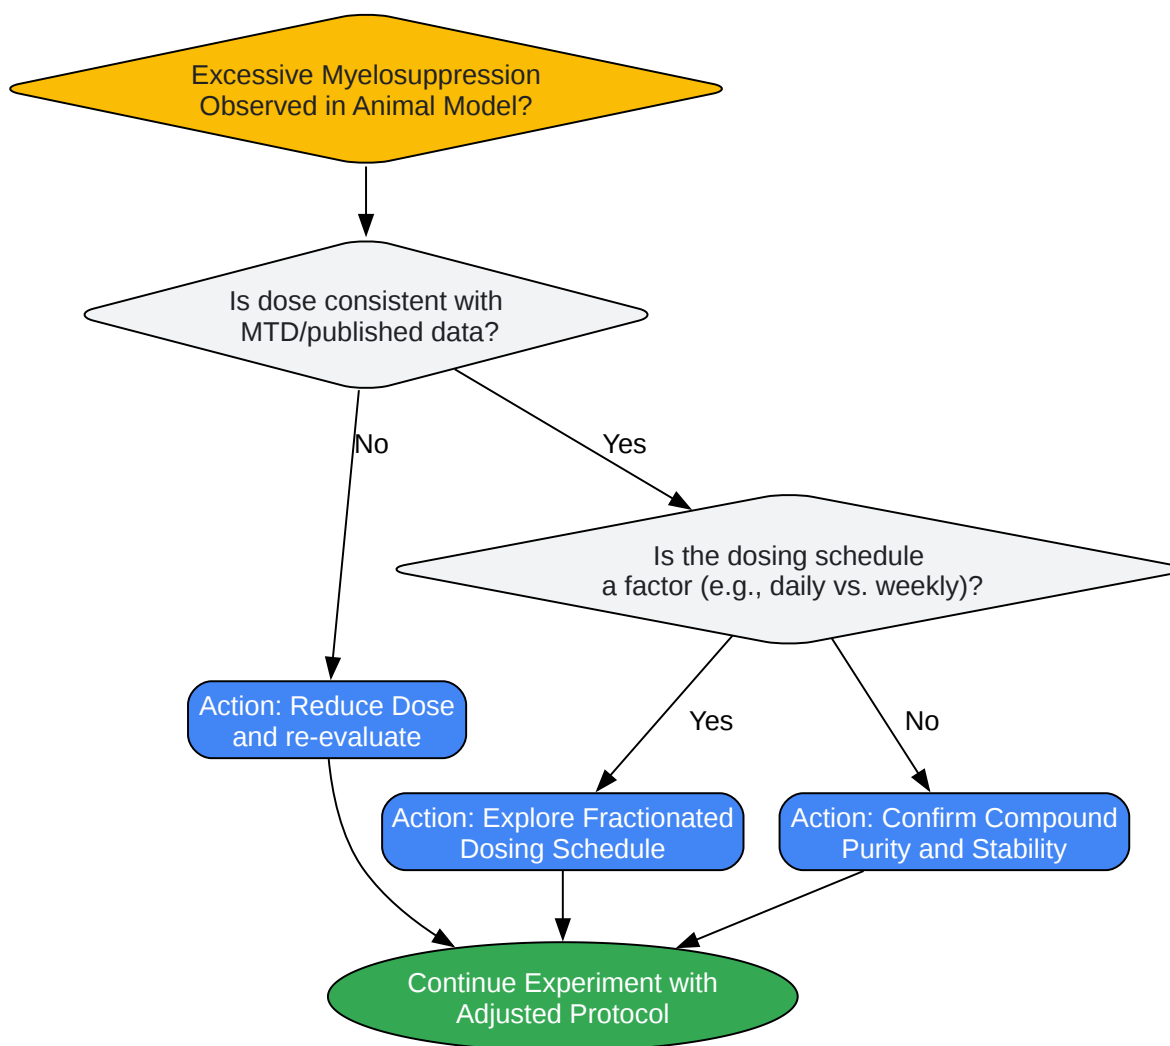 Excessive Myelosuppression
Observed in Animal Model?
Is dose consistent with
MTD/published data?
No
Yes
Is the dosing schedule
a factor (e.g., daily vs. weekly)?
Action: Reduce Dose
and re-evaluate
Yes
No
Action: Explore Fractionated
Dosing Schedule
Action: Confirm Compound
Purity and Stability
Continue Experiment with
Adjusted Protocol